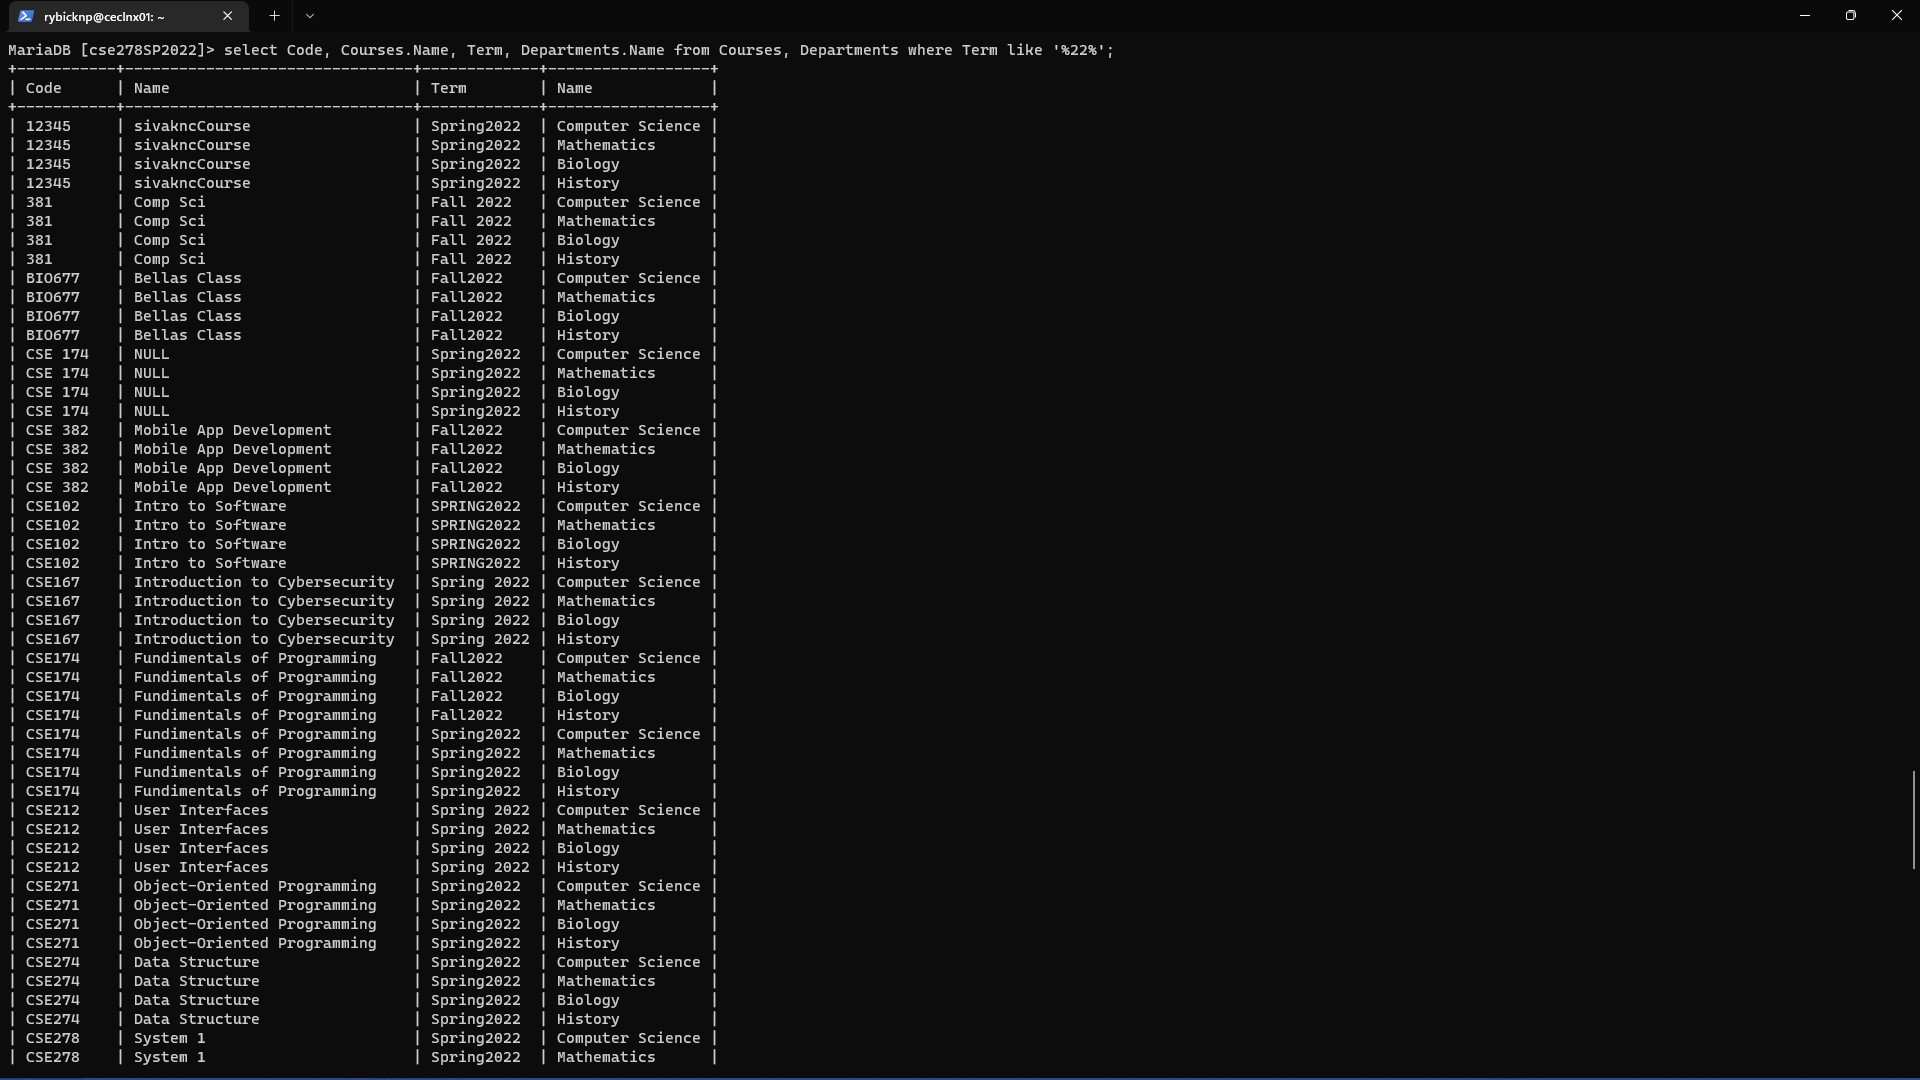 rybicknp@ceclnx01: ~
MariaDB [cse278SP2022]> select Code, Courses.Name, Term, Departments.Name from Courses, Departments where Term like '%22%';
+-----------+--------------------------------+-------------+------------------+
| Code      | Name                           | Term        | Name             |
+-----------+--------------------------------+-------------+------------------+
| 12345     | sivakncCourse                  | Spring2022  | Computer Science |
| 12345     | sivakncCourse                  | Spring2022  | Mathematics      |
| 12345     | sivakncCourse                  | Spring2022  | Biology          |
| 12345     | sivakncCourse                  | Spring2022  | History          |
| 381       | Comp Sci                       | Fall 2022   | Computer Science |
| 381       | Comp Sci                       | Fall 2022   | Mathematics      |
| 381       | Comp Sci                       | Fall 2022   | Biology          |
| 381       | Comp Sci                       | Fall 2022   | History          |
| BIO677    | Bellas Class                   | Fall2022    | Computer Science |
| BIO677    | Bellas Class                   | Fall2022    | Mathematics      |
| BIO677    | Bellas Class                   | Fall2022    | Biology          |
| BIO677    | Bellas Class                   | Fall2022    | History          |
| CSE 174   | NULL                           | Spring2022  | Computer Science |
| CSE 174   | NULL                           | Spring2022  | Mathematics      |
| CSE 174   | NULL                           | Spring2022  | Biology          |
| CSE 174   | NULL                           | Spring2022  | History          |
| CSE 382   | Mobile App Development         | Fall2022    | Computer Science |
| CSE 382   | Mobile App Development         | Fall2022    | Mathematics      |
| CSE 382   | Mobile App Development         | Fall2022    | Biology          |
| CSE 382   | Mobile App Development         | Fall2022    | History          |
| CSE102    | Intro to Software              | SPRING2022  | Computer Science |
| CSE102    | Intro to Software              | SPRING2022  | Mathematics      |
| CSE102    | Intro to Software              | SPRING2022  | Biology          |
| CSE102    | Intro to Software              | SPRING2022  | History          |
| CSE167    | Introduction to Cybersecurity  | Spring 2022 | Computer Science |
| CSE167    | Introduction to Cybersecurity  | Spring 2022 | Mathematics      |
| CSE167    | Introduction to Cybersecurity  | Spring 2022 | Biology          |
| CSE167    | Introduction to Cybersecurity  | Spring 2022 | History          |
| CSE174    | Fundimentals of Programming    | Fall2022    | Computer Science |
| CSE174    | Fundimentals of Programming    | Fall2022    | Mathematics      |
| CSE174    | Fundimentals of Programming    | Fall2022    | Biology          |
| CSE174    | Fundimentals of Programming    | Fall2022    | History          |
| CSE174    | Fundimentals of Programming    | Spring2022  | Computer Science |
| CSE174    | Fundimentals of Programming    | Spring2022  | Mathematics      |
| CSE174    | Fundimentals of Programming    | Spring2022  | Biology          |
| CSE174    | Fundimentals of Programming    | Spring2022  | History          |
| CSE212    | User Interfaces                | Spring 2022 | Computer Science |
| CSE212    | User Interfaces                | Spring 2022 | Mathematics      |
| CSE212    | User Interfaces                | Spring 2022 | Biology          |
| CSE212    | User Interfaces                | Spring 2022 | History          |
| CSE271    | Object-Oriented Programming    | Spring2022  | Computer Science |
| CSE271    | Object-Oriented Programming    | Spring2022  | Mathematics      |
| CSE271    | Object-Oriented Programming    | Spring2022  | Biology          |
| CSE271    | Object-Oriented Programming    | Spring2022  | History          |
| CSE274    | Data Structure                 | Spring2022  | Computer Science |
| CSE274    | Data Structure                 | Spring2022  | Mathematics      |
| CSE274    | Data Structure                 | Spring2022  | Biology          |
| CSE274    | Data Structure                 | Spring2022  | History          |
| CSE278    | System 1                       | Spring2022  | Computer Science |
| CSE278    | System 1                       | Spring2022  | Mathematics      |